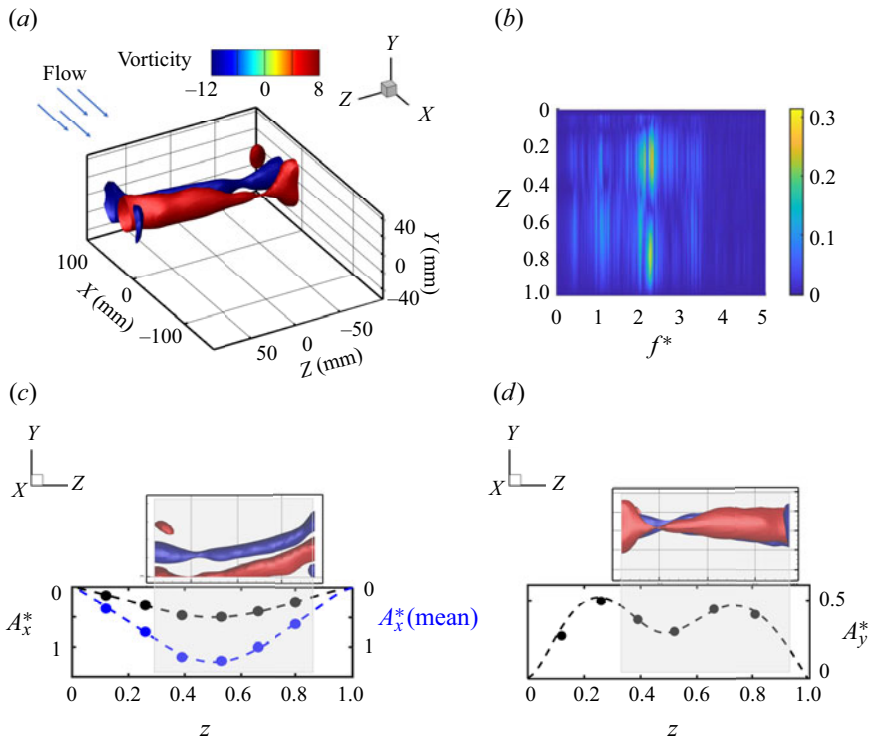 (a)
Flow
Vorticity
–12 0 8
Y
Z
X
40
0
–40
Y (mm)
100
0
–100
X (mm)
50 0 –50
Z (mm)
(b)
0
0.2
0.4
0.6
0.8
1.0
Z
0 1 2 3 4 5
f*
0.3
0.2
0.1
0
(c)
Y
X Z
0
1
A*x
0
1
A*x (mean)
0 0.2 0.4 0.6 0.8 1.0
z
(d)
Y
X Z
0.5
0
A*y
0 0.2 0.4 0.6 0.8 1.0
z